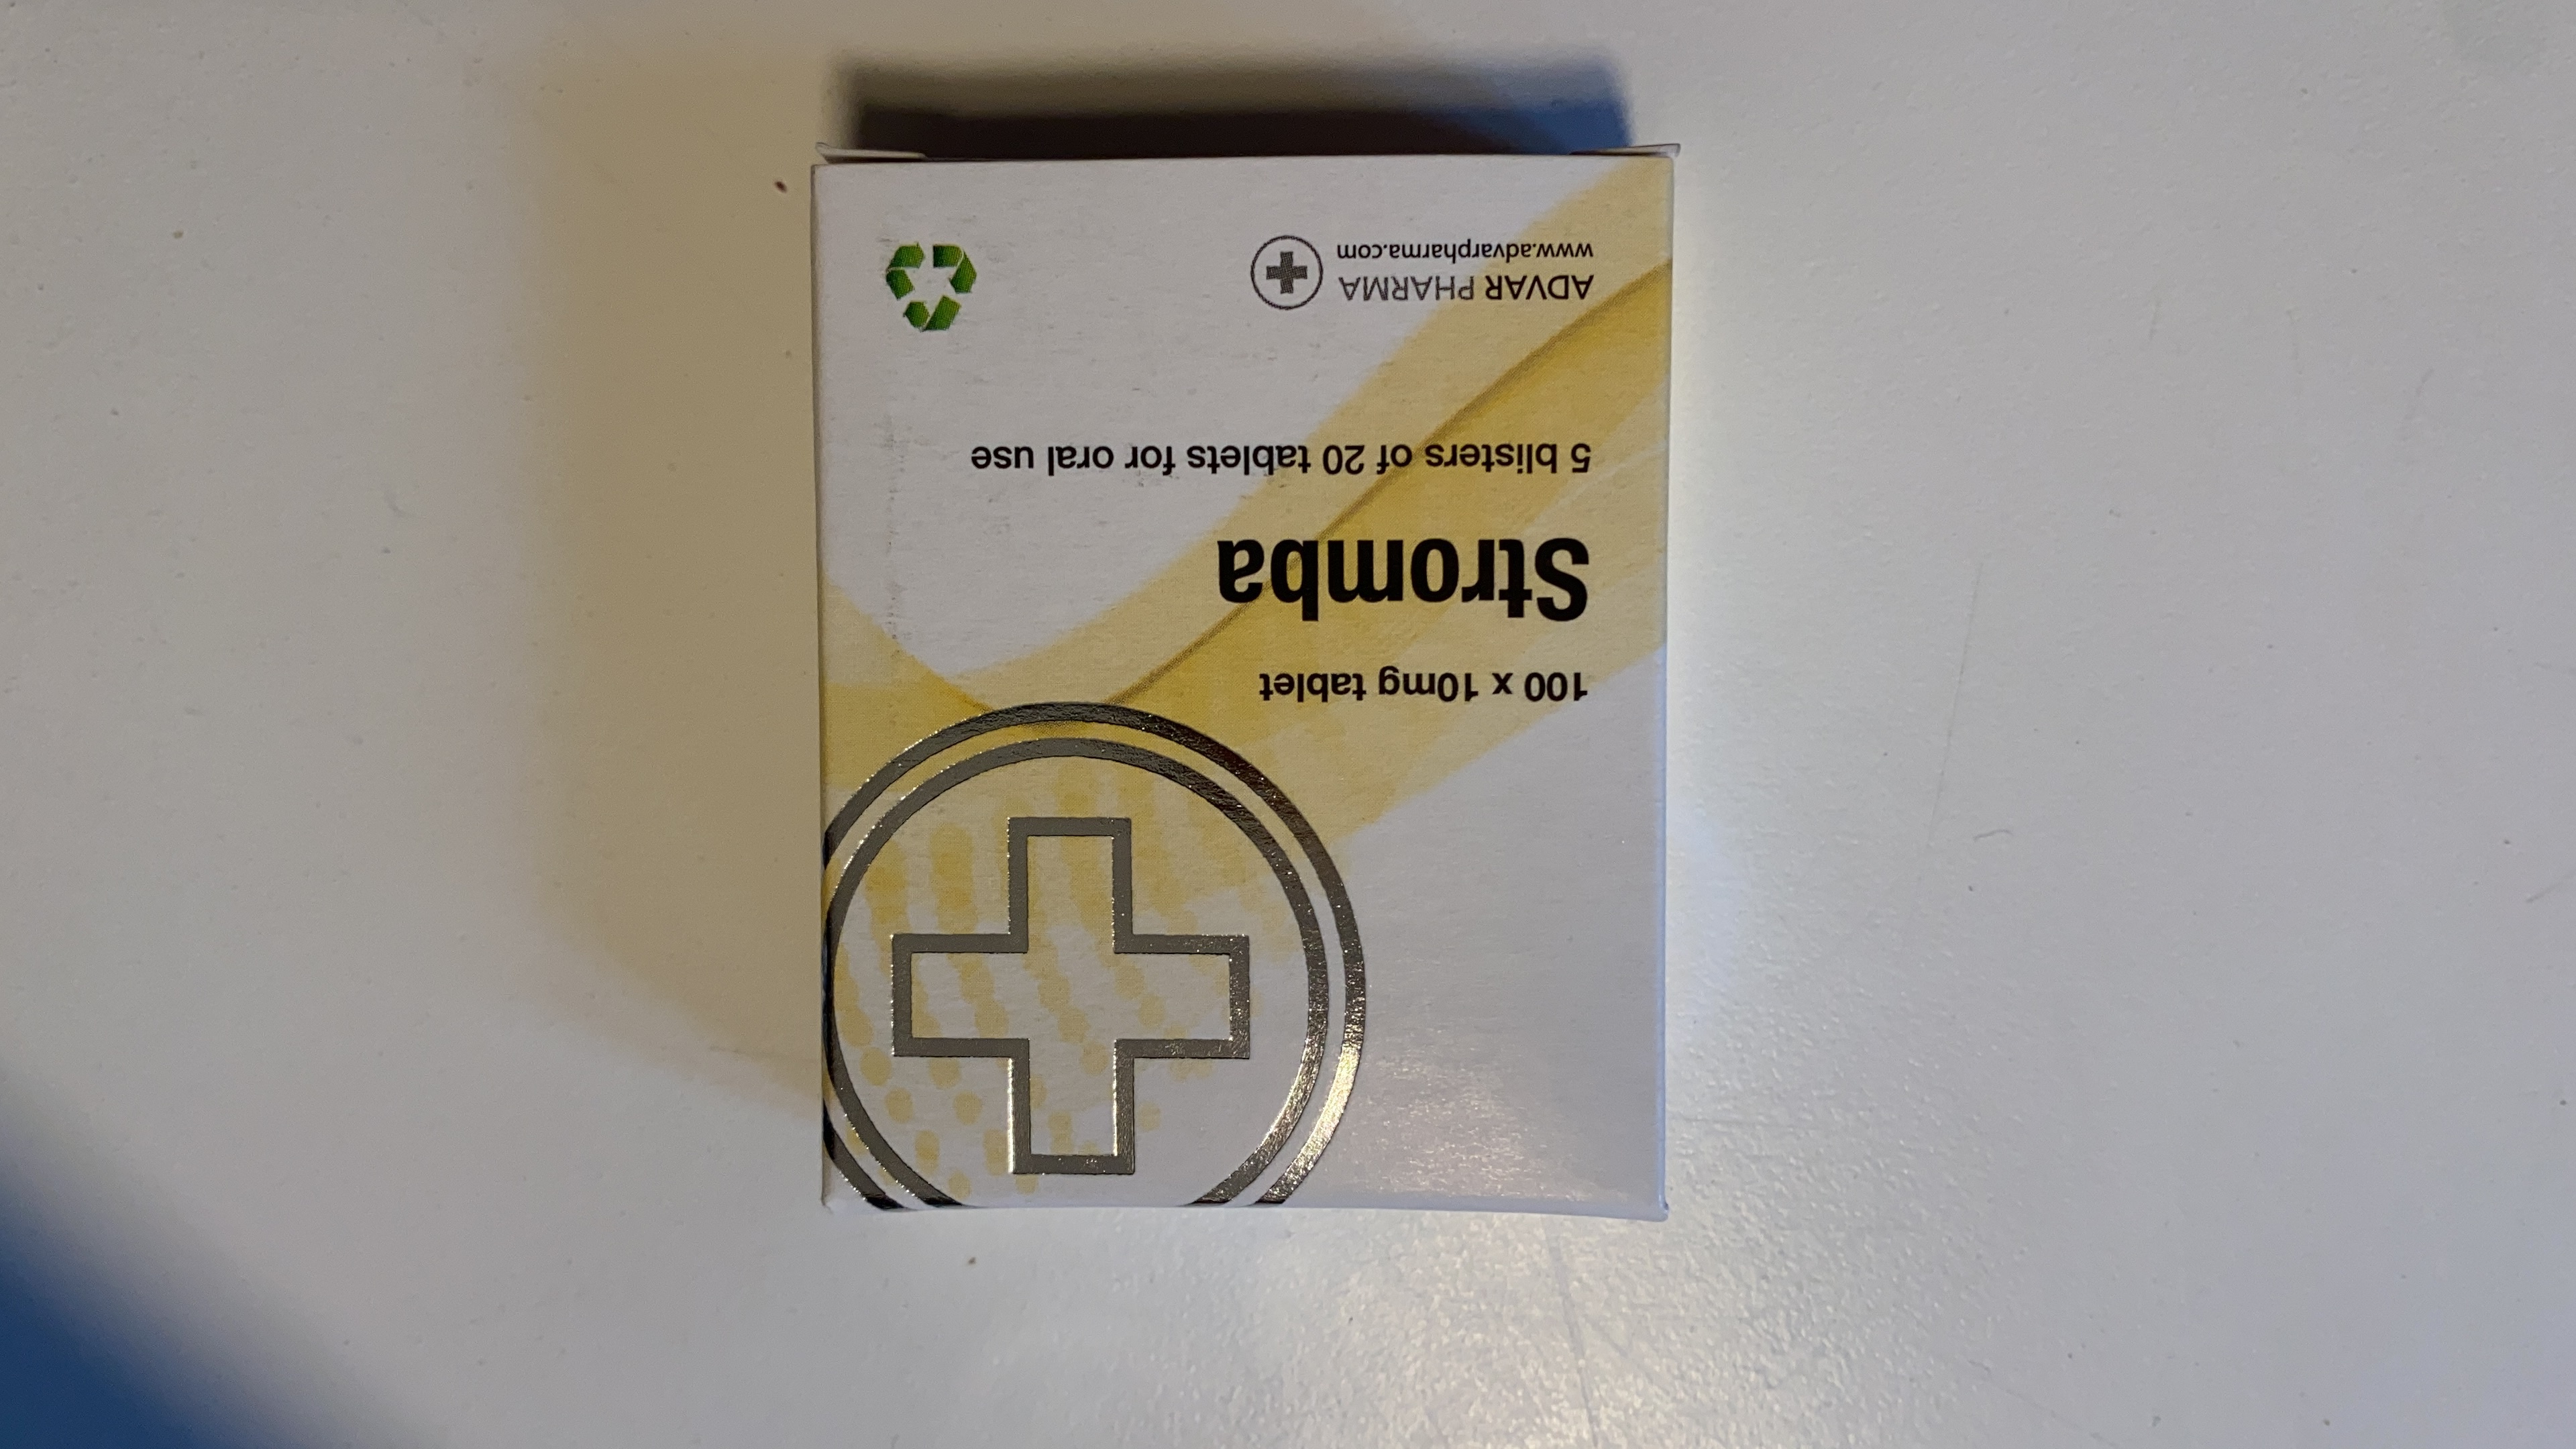 100 x 10mg tablet
Stromba
5 blisters of 20 tablets for oral use
ADVAR PHARMA
www.advarpharma.com